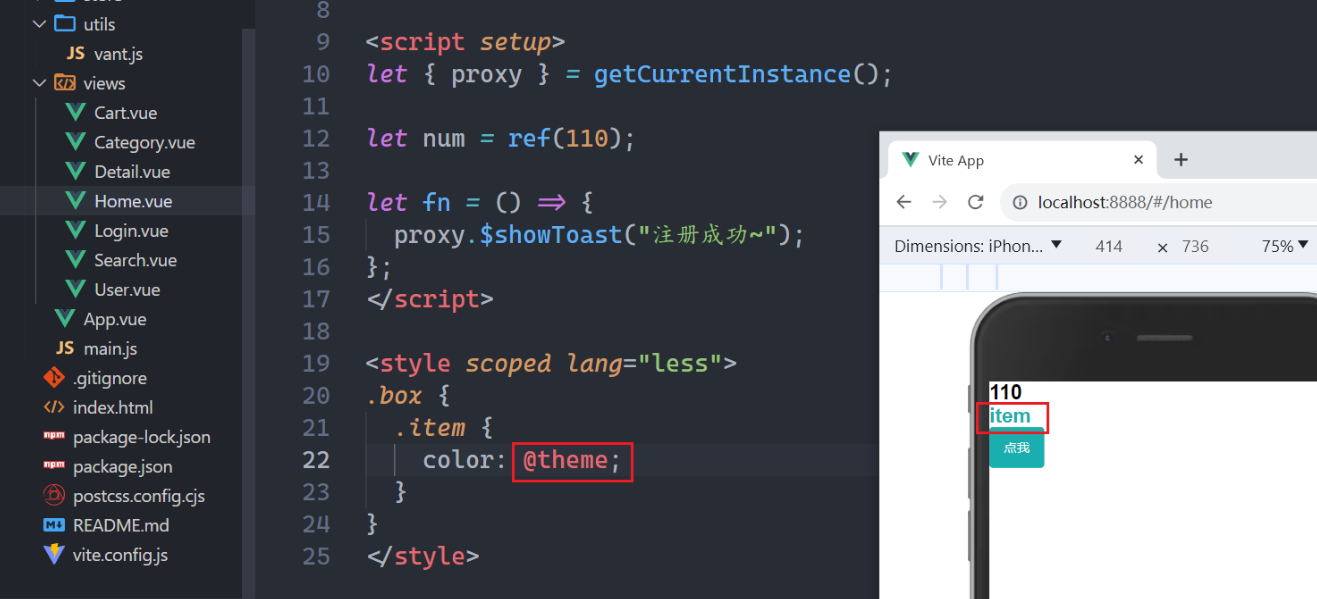 utils
JS vant.js
views
Cart.vue
Category.vue
Detail.vue
Home.vue
Login.vue
Search.vue
User.vue
App.vue
JS main.js
.gitignore
index.html
npm package-lock.json
npm package.json
postcss.config.cjs
README.md
vite.config.js
8
9 <script setup>
10 let { proxy } = getCurrentInstance();
11
12 let num = ref(110);
13
14 let fn = () => {
15 proxy.$showToast("注册成功~");
16 };
17 </script>
18
19 <style scoped lang="less">
20 .box {
21 .item {
22 color: @theme;
23 }
24 }
25 </style>
Vite App
localhost:8888/#/home
Dimensions: iPhon... 414 × 736 75%
110
item
点我